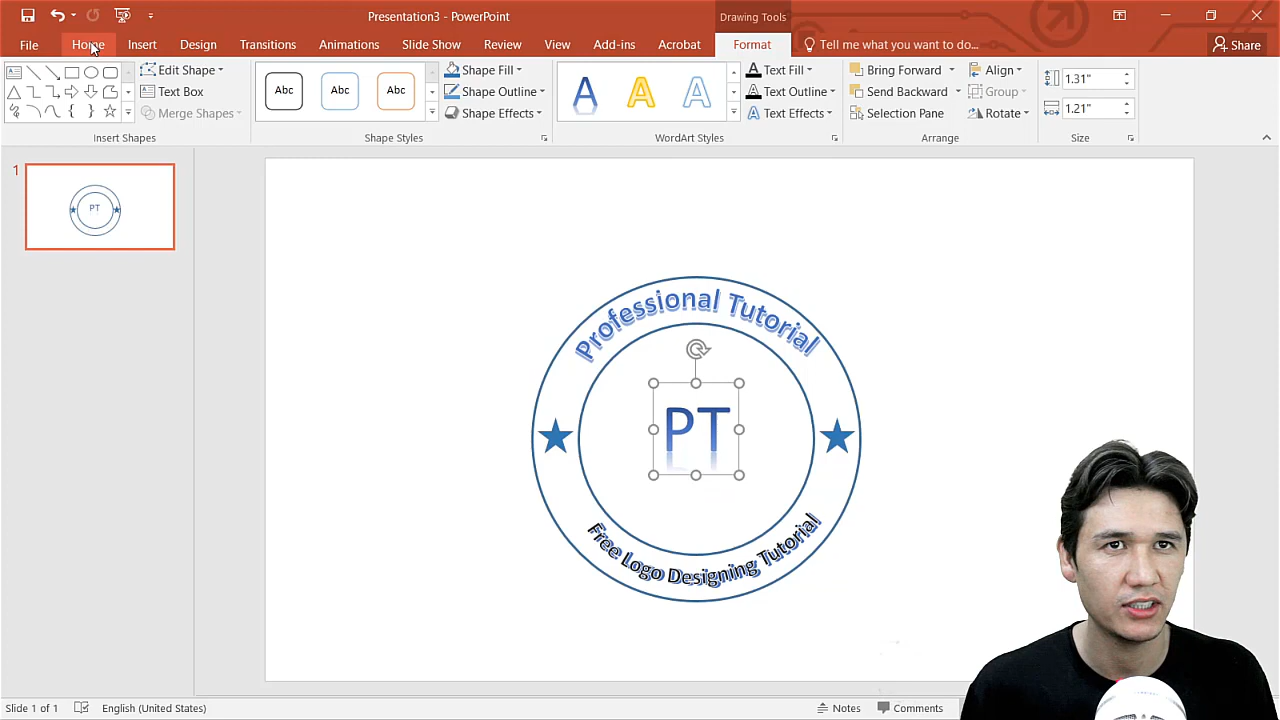 Presentation3 - PowerPoint
Drawing Tools
File
Home
Insert
Design
Transitions
Animations
Slide Show
Review
View
Add-ins
Acrobat
Format
Tell me what you want to do...
Share
Edit Shape
Text Box
Merge Shapes
Insert Shapes
Abc
Abc
Abc
Shape Fill
Shape Outline
Shape Effects
Shape Styles
A
A
A
Text Fill
Text Outline
Text Effects
WordArt Styles
Bring Forward
Send Backward
Selection Pane
Align
Group
Rotate
Arrange
1.31"
1.21"
Size
1
PT
Professional Tutorial
PT
Free Logo Designing Tutorial
Slide 1 of 1
English (United States)
Notes
Comments